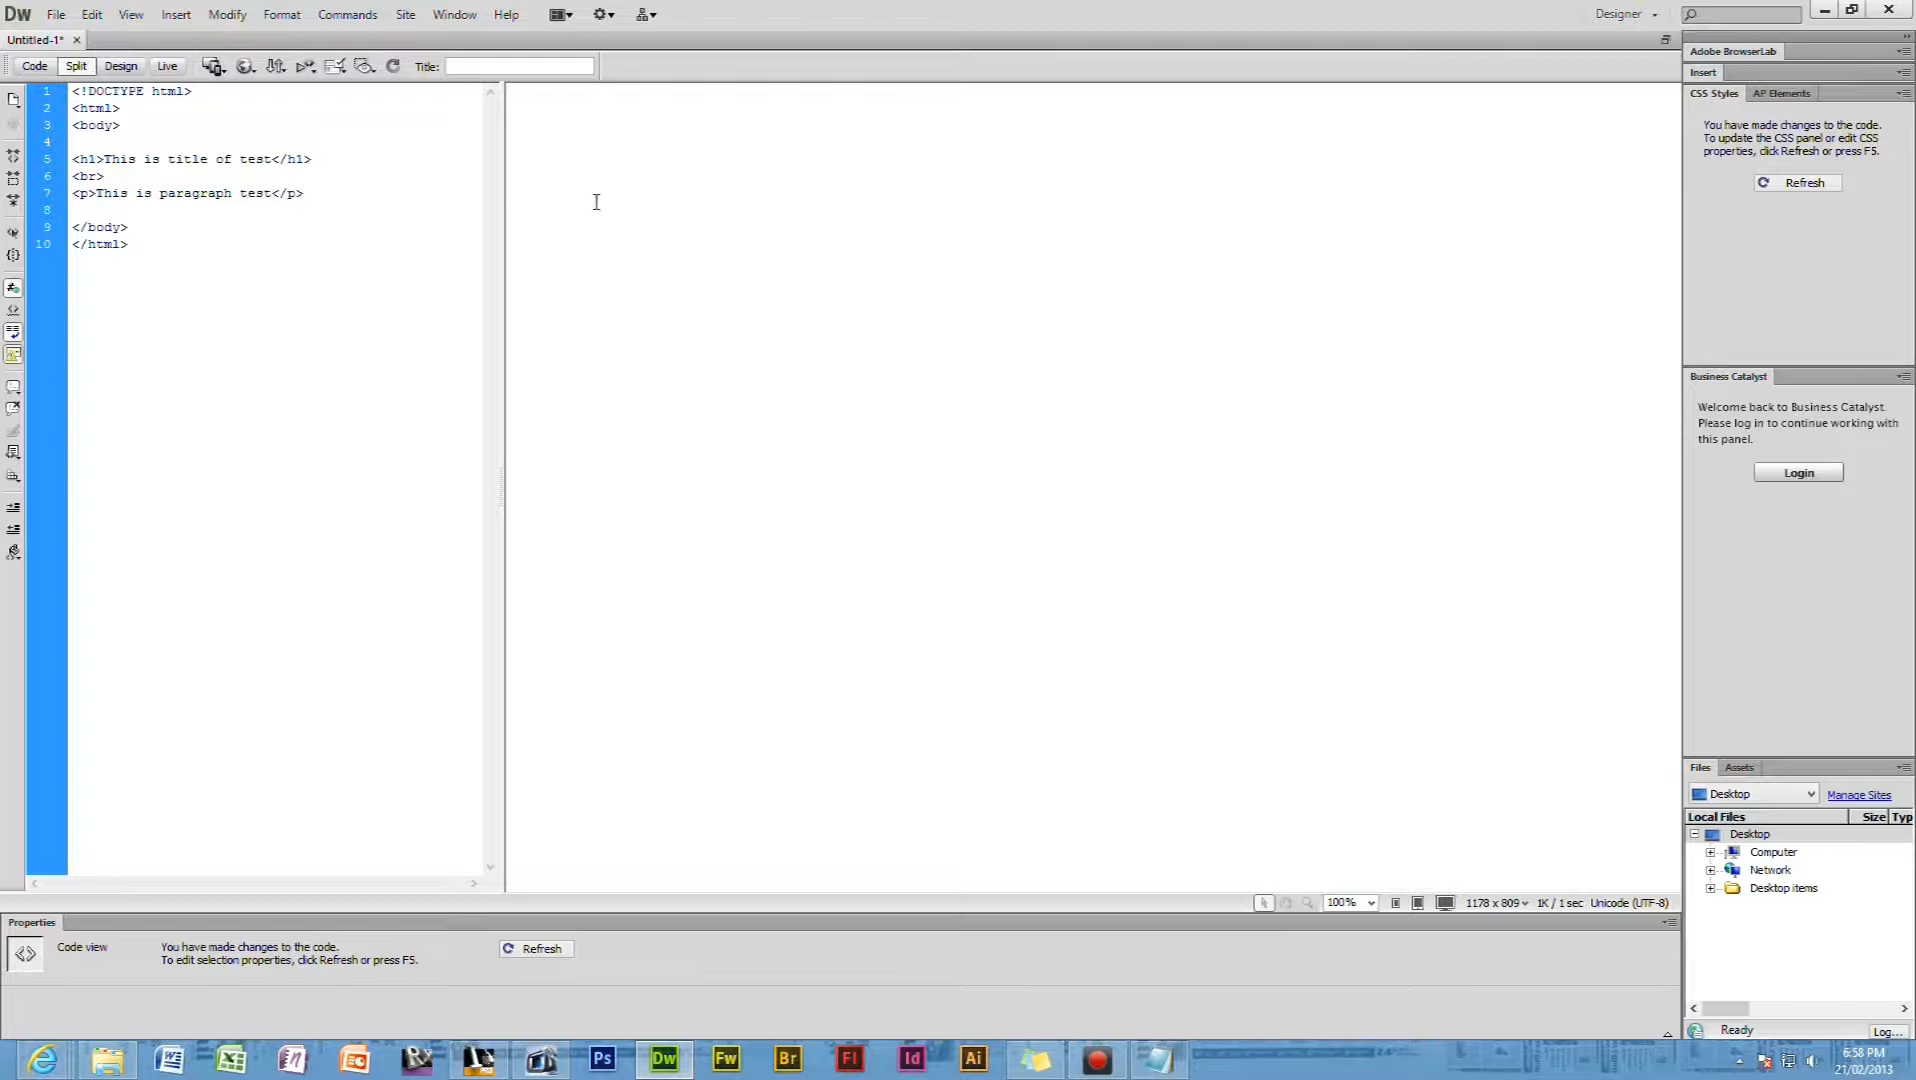 Dw File Edit View Insert Modify Format Commands Site Window Help
Designer
Untitled-1*
Code Split Design Live Title:
1 <!DOCTYPE html>
2 <html>
3 <body>
4
5 <h1>This is title of test</h1>
6 <br>
7 <p>This is paragraph test</p>
8
9 </body>
10 </html>
Adobe BrowserLab
Insert
CSS Styles AP Elements
You have made changes to the code.
To update the CSS panel or edit CSS
properties, click Refresh or press F5.
Refresh
Business Catalyst
Welcome back to Business Catalyst.
Please log in to continue working with
this panel.
Login
Files Assets
Desktop Manage Sites
Local Files Size Typ
Desktop
Computer
Network
Desktop items
Ready Log...
100% 1178 x 809 1K / 1 sec Unicode (UTF-8)
Properties
Code view
You have made changes to the code.
To edit selection properties, click Refresh or press F5.
Refresh
Ps Dw Fw Br Fl Id Ai
6:58 PM
21/02/2013